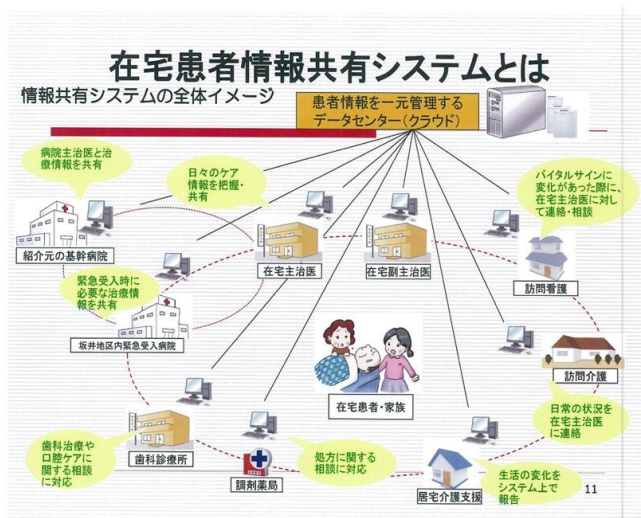 在宅患者情報共有システムとは
情報共有システムの全体イメージ
患者情報を一元管理する
データセンター(クラウド)
病院主治医と治
療情報を共有
日々のケア
情報を把握・
共有
バイタルサインに
変化があった際に、
在宅主治医に対し
て連絡・相談
紹介元の基幹病院
在宅主治医
在宅副主治医
訪問看護
緊急受入時に
必要な治療情
報を共有
坂井地区内緊急受入病院
訪問介護
在宅患者・家族
日常の状況を
在宅主治医
に連絡
歯科治療や
口腔ケアに
関する相談
に対応
歯科診療所
処方に関する
相談に対応
調剤薬局
居宅介護支援
生活の変化を
システム上で
報告
11